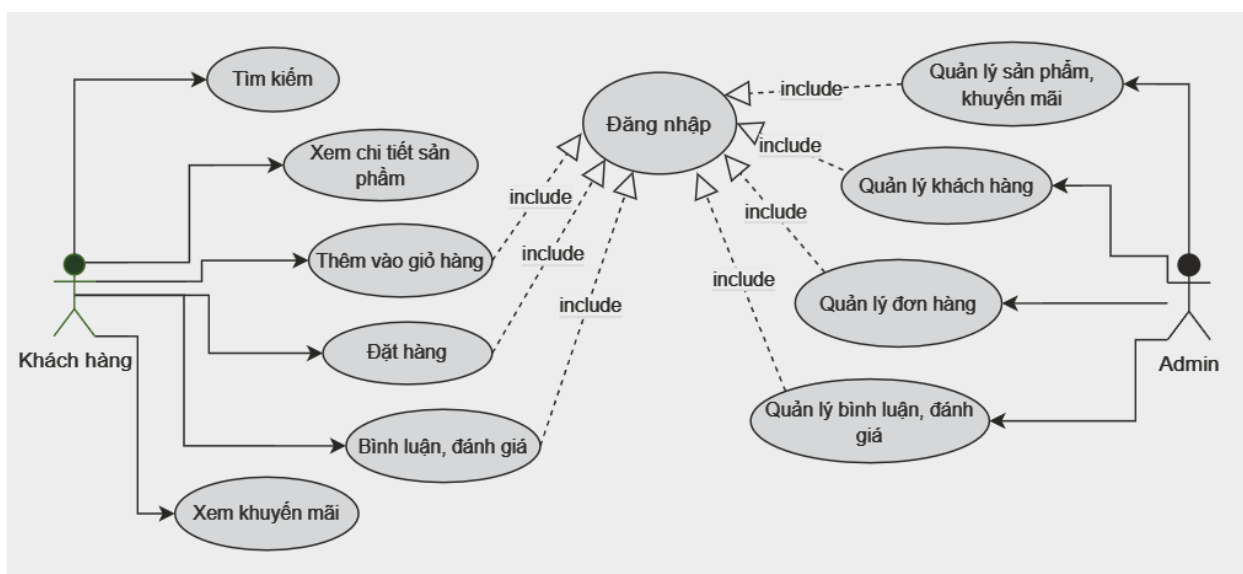 Tìm kiếm
Xem chi tiết sản
phẩm
Thêm vào giỏ hàng
Đặt hàng
Bình luận, đánh giá
Xem khuyến mãi
Khách hàng
include
include
include
Đăng nhập
include
include
include
include
Quản lý sản phẩm,
khuyến mãi
Quản lý khách hàng
Quản lý đơn hàng
Quản lý bình luận, đánh
giá
Admin